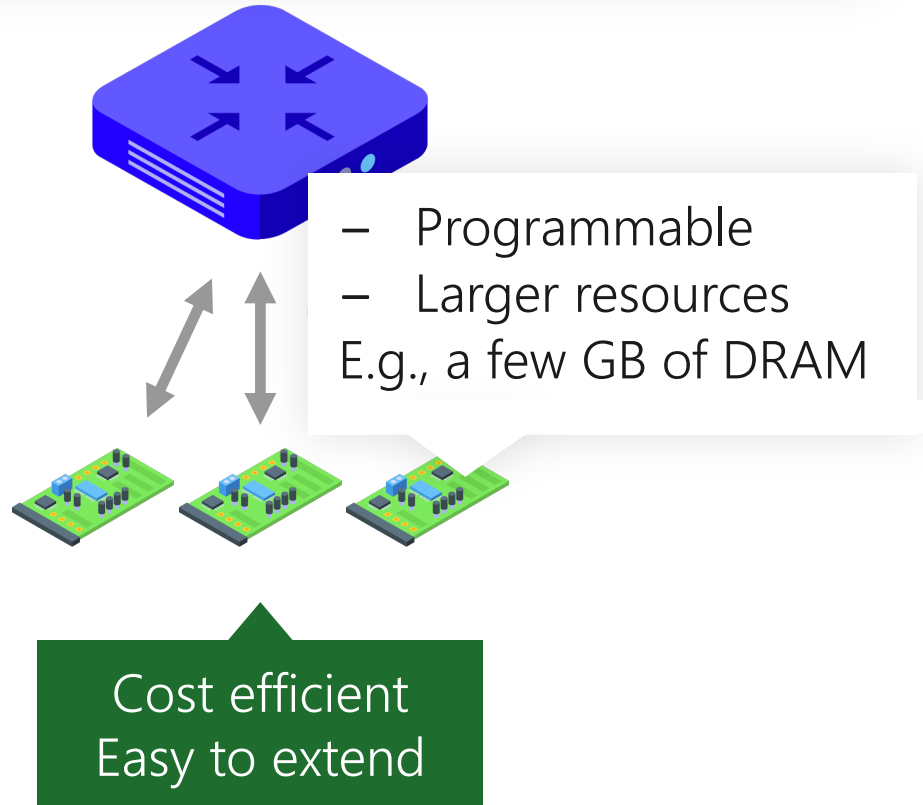 – Programmable
– Larger resources
E.g., a few GB of DRAM
Cost efficient
Easy to extend